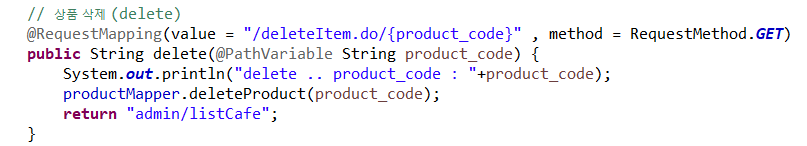 // 상품 삭제 (delete)
@RequestMapping(value = "/deleteItem.do/{product_code}" , method = RequestMethod.GET)
public String delete(@PathVariable String product_code) {
System.out.println("delete .. product_code : "+product_code);
productMapper.deleteProduct(product_code);
return "admin/listCafe";
}